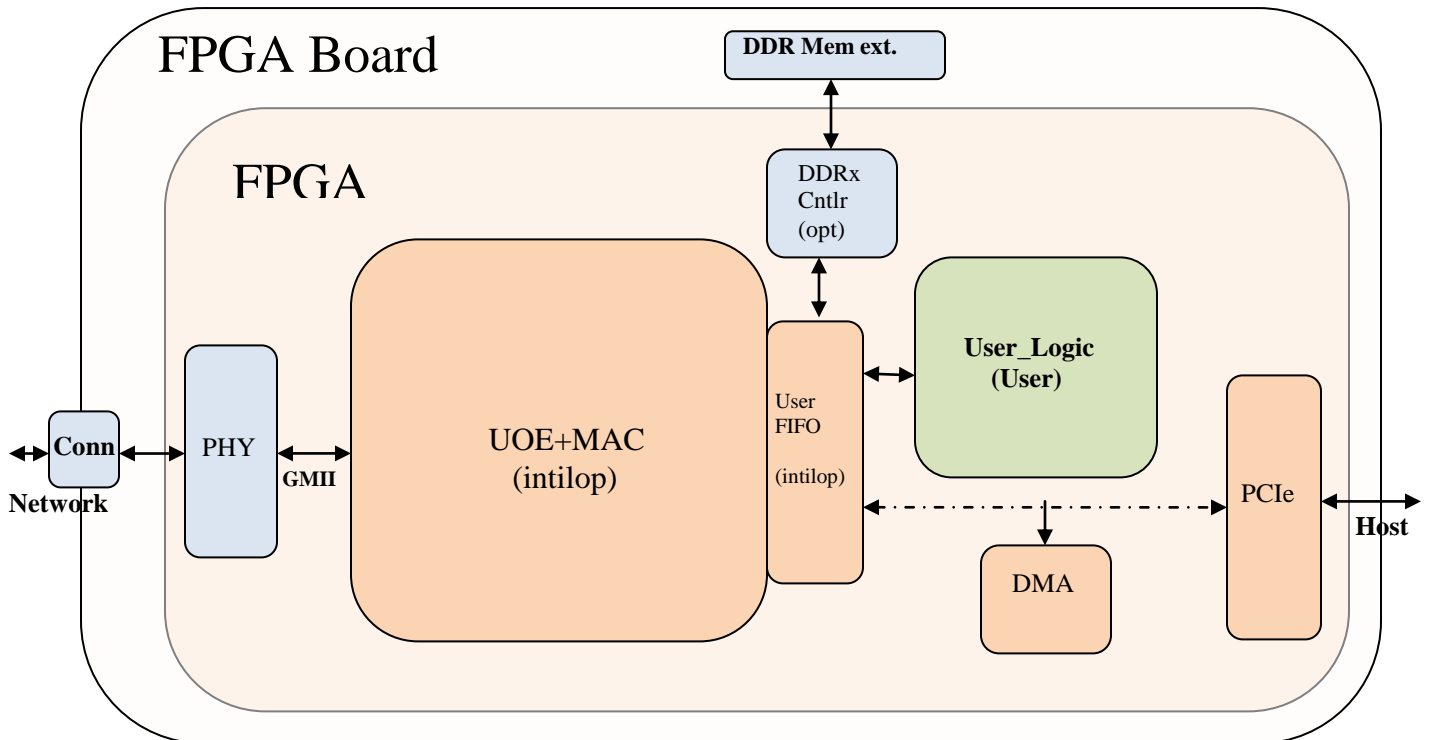 FPGA Board
DDR Mem ext.
FPGA
DDRx
Cntlr
(opt)
User_Logic
(User)
User
FIFO
(intilop)
UOE+MAC
(intilop)
Conn
PHY
GMII
Network
PCIe
Host
DMA